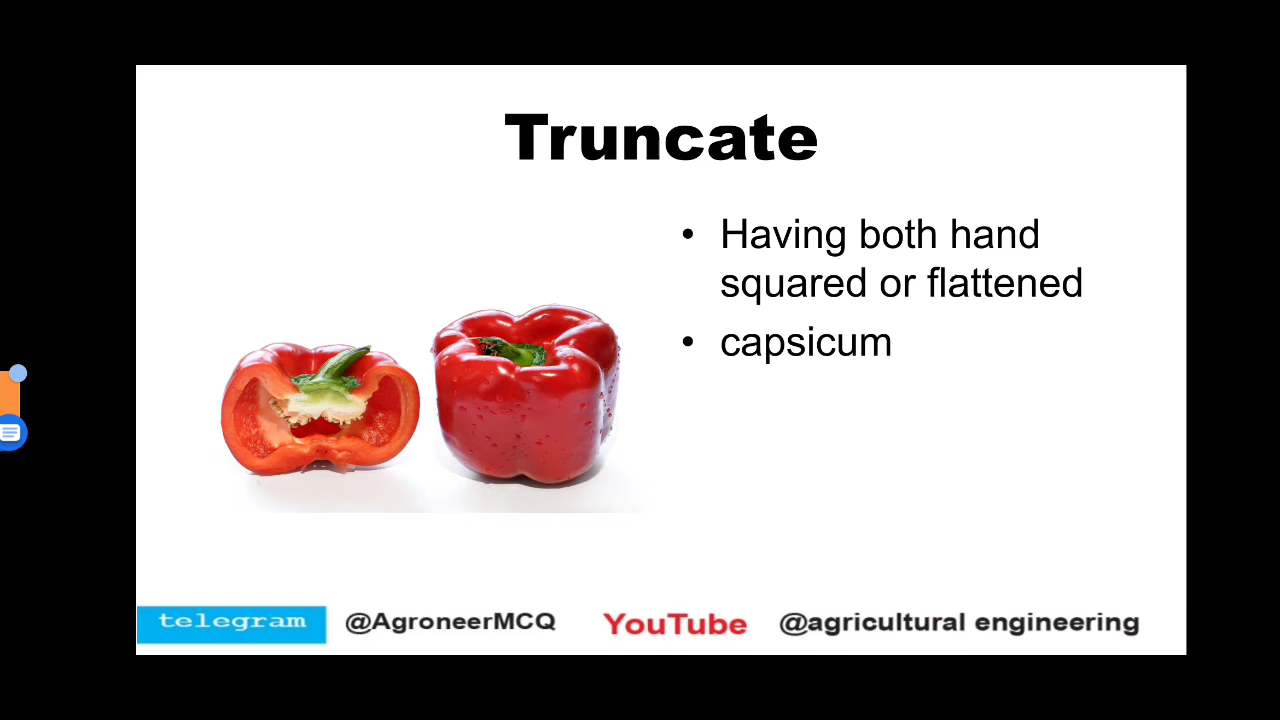 Truncate
• Having both hand
squared or flattened
• capsicum
telegram @AgroneerMCQ YouTube @agricultural engineering